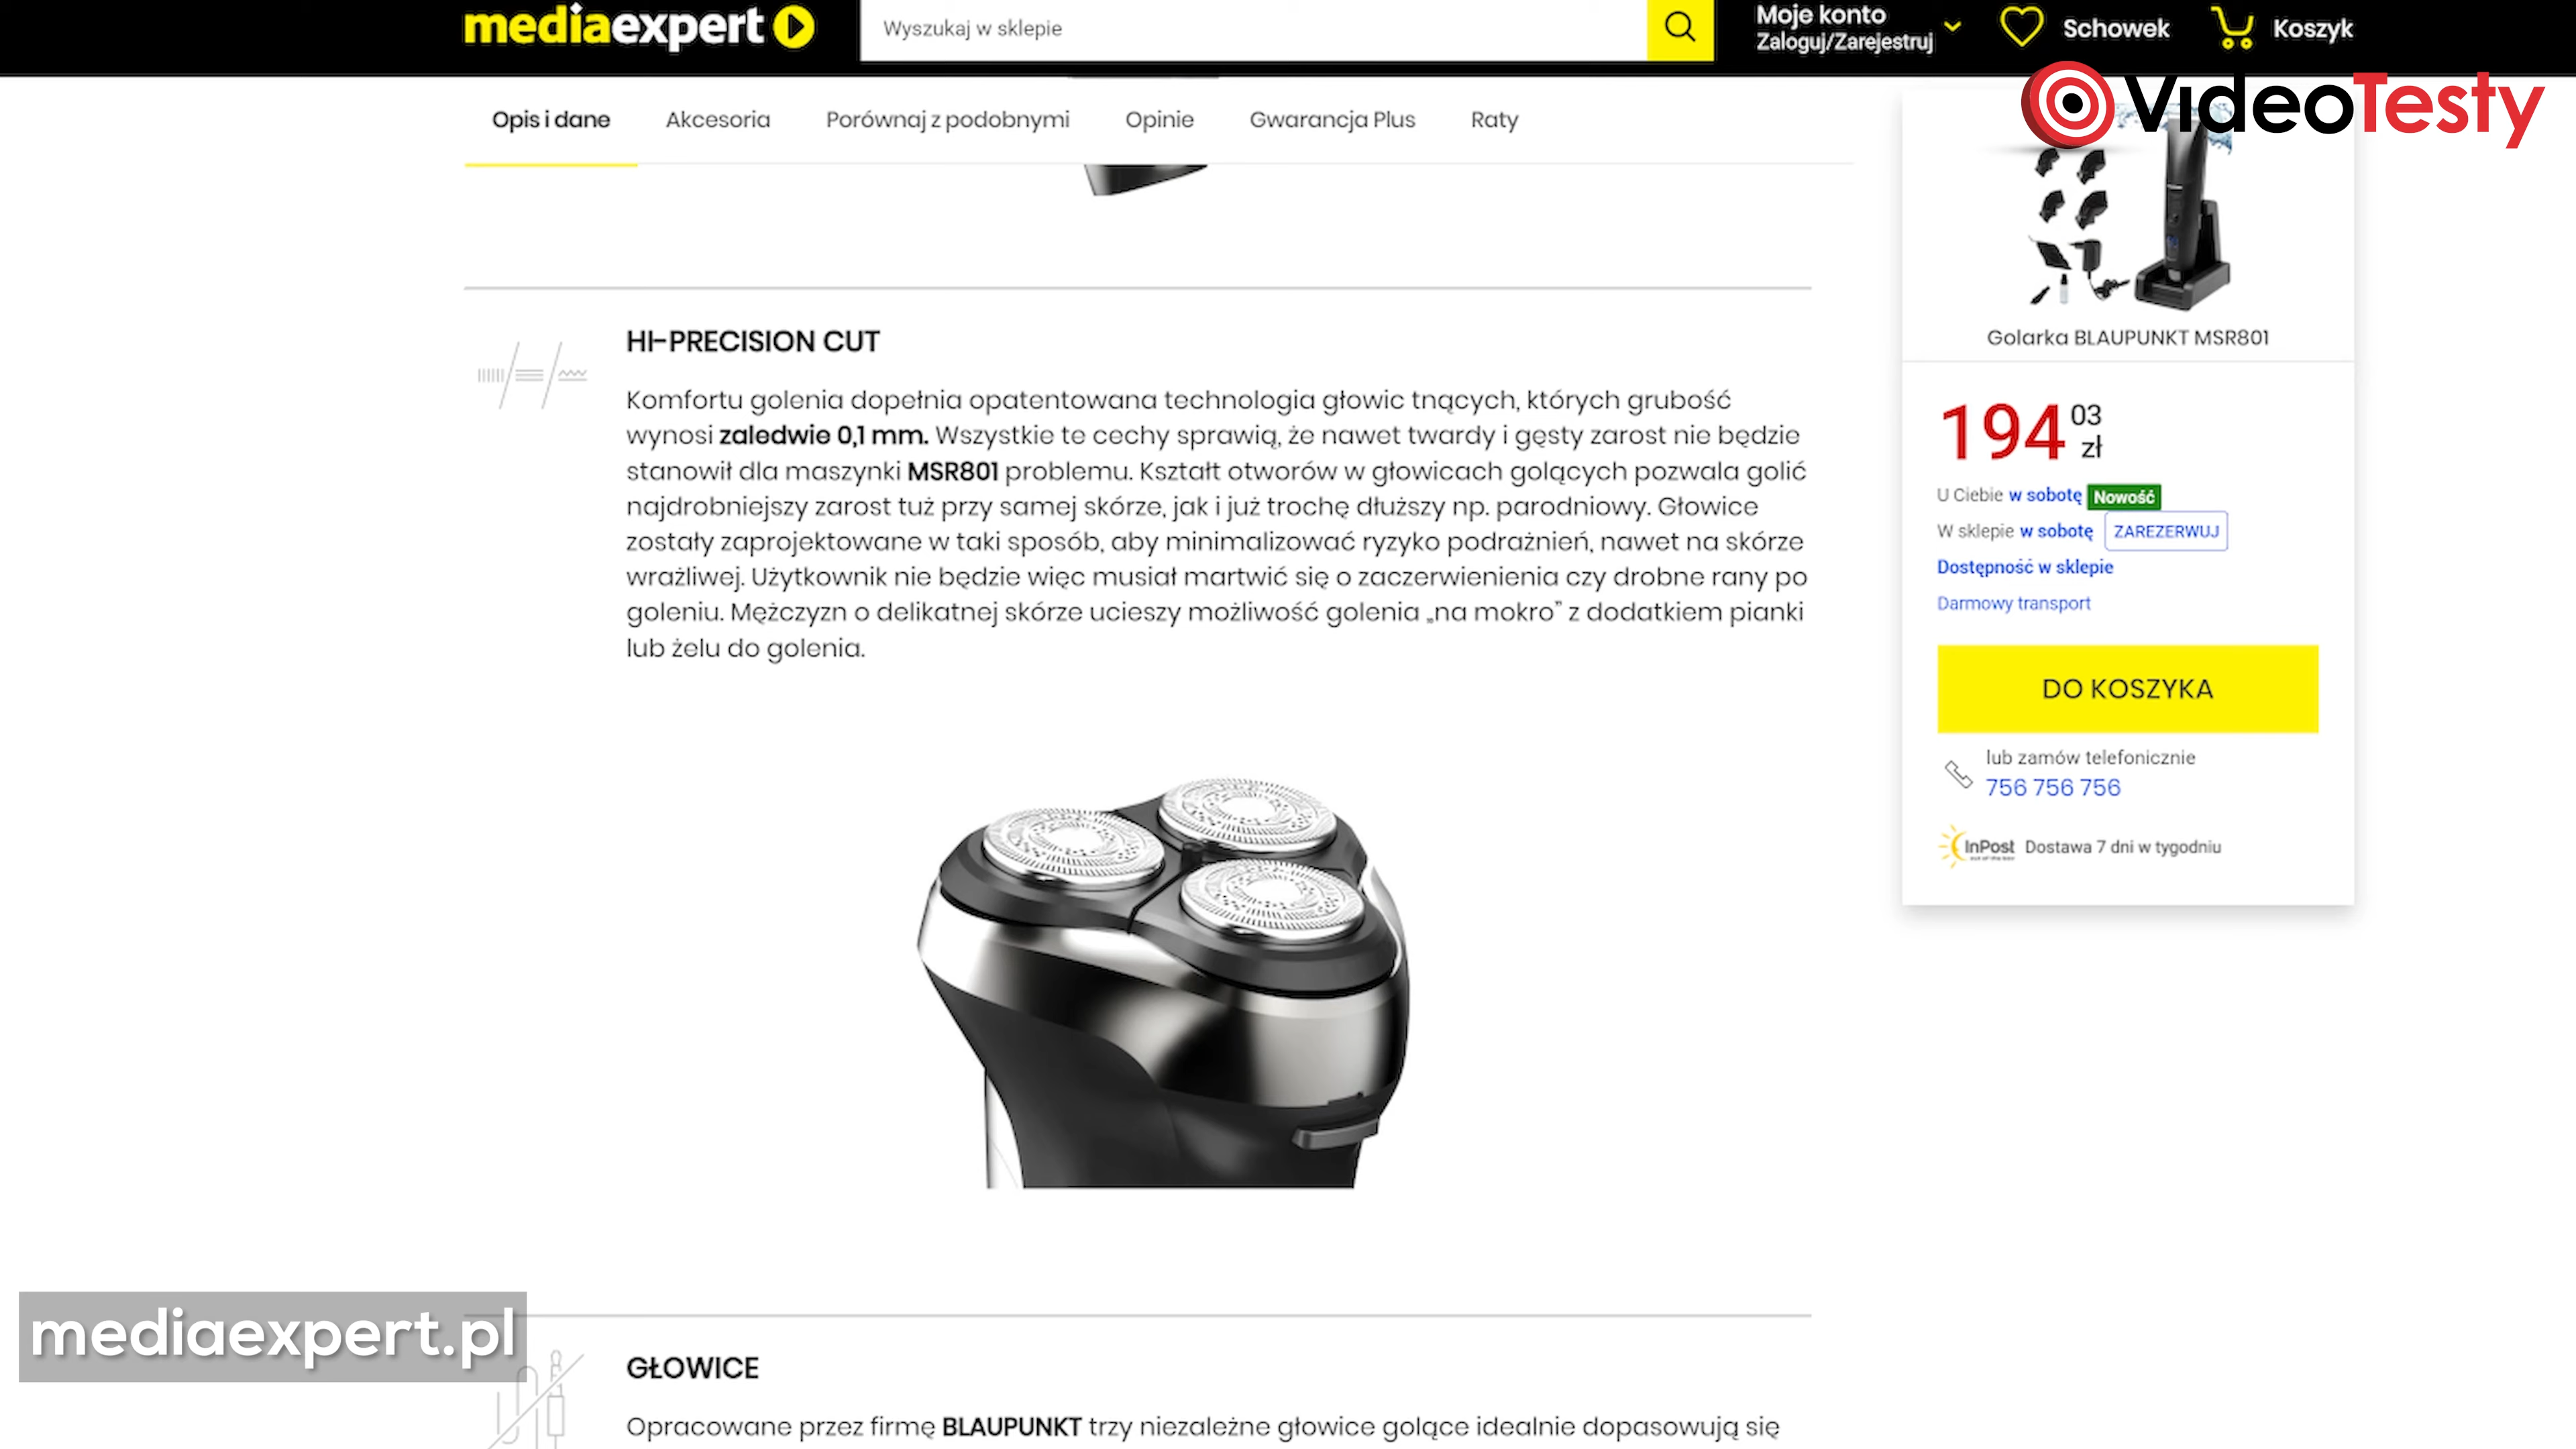 mediaexpert
Wyszukaj w sklepie
Moje konto
Zaloguj/Zarejestruj
Schowek
Koszyk
VideoTesty
Opis i dane
Akcesoria
Porównaj z podobnymi
Opinie
Gwarancja Plus
Raty
HI-PRECISION CUT
Komfortu golenia dopełnia opatentowana technologia głowic tnących, których grubość
wynosi zaledwie 0,1 mm. Wszystkie te cechy sprawią, że nawet twardy i gęsty zarost nie będzie
stanowił dla maszynki MSR801 problemu. Kształt otworów w głowicach golących pozwala golić
najdrobniejszy zarost tuż przy samej skórze, jak i już trochę dłuższy np. parodniowy. Głowice
zostały zaprojektowane w taki sposób, aby minimalizować ryzyko podrażnień, nawet na skórze
wrażliwej. Użytkownik nie będzie więc musiał martwić się o zaczerwienienia czy drobne rany po
goleniu. Mężczyzn o delikatnej skórze ucieszy możliwość golenia „na mokro” z dodatkiem pianki
lub żelu do golenia.
Golarka BLAUPUNKT MSR801
194 03 zł
U Ciebie w sobotę Nowość
W sklepie w sobotę ZAREZERWUJ
Dostępność w sklepie
Darmowy transport
DO KOSZYKA
lub zamów telefonicznie
756 756 756
InPost Dostawa 7 dni w tygodniu
mediaexpert.pl
GŁOWICE
Opracowane przez firmę BLAUPUNKT trzy niezależne głowice golące idealnie dopasowują się